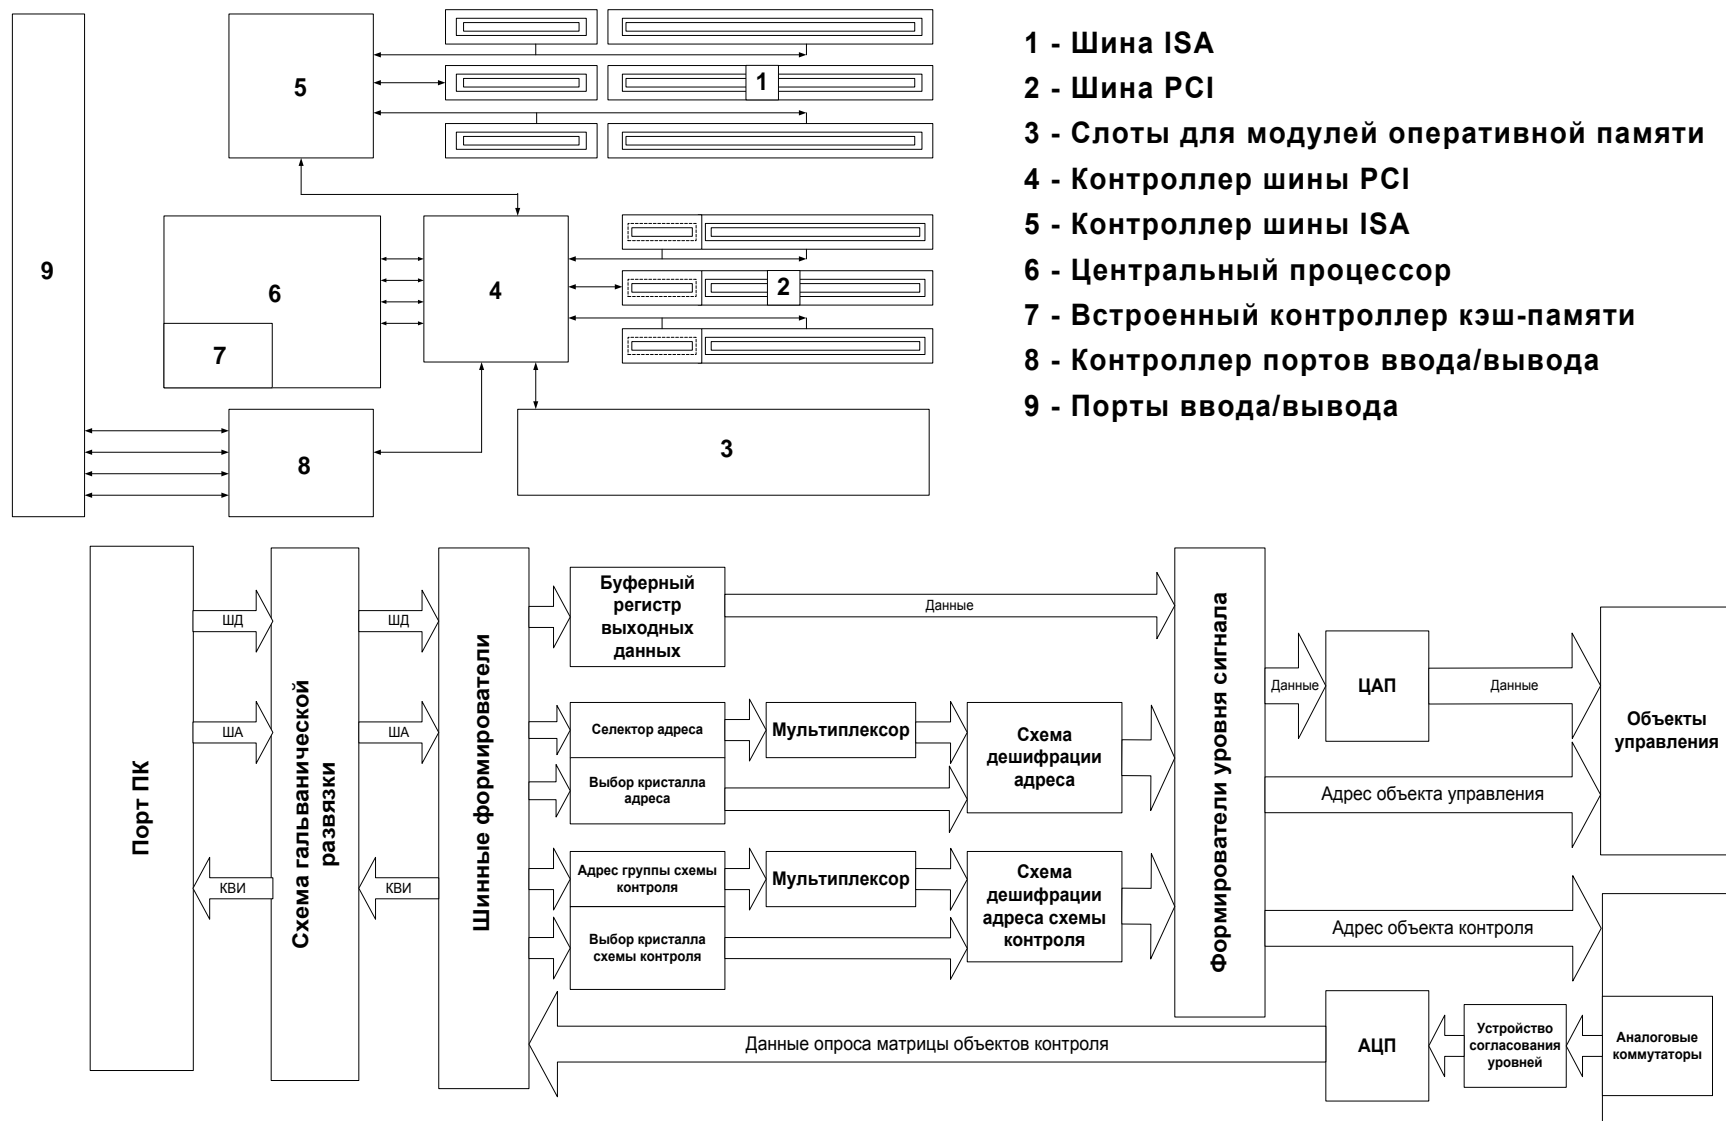 1 - Шина ISA
2 - Шина PCI
3 - Слоты для модулей оперативной памяти
4 - Контроллер шины PCI
5 - Контроллер шины ISA
6 - Центральный процессор
7 - Встроенный контроллер кэш-памяти
8 - Контроллер портов ввода/вывода
9 - Порты ввода/вывода
5
1
9
6
4
2
7
8
3
Порт ПК
ШД
ША
КВИ
Схема гальванической
развязки
ШД
ША
КВИ
Шинные формирователи
Буферный
регистр
выходных
данных
Данные
Селектор адреса
Мультиплексор
Выбор кристалла
адреса
Схема
дешифрации
адреса
Адрес группы схемы
контроля
Мультиплексор
Выбор кристалла
схемы контроля
Схема
дешифрации
адреса схемы
контроля
Формирователи уровня сигнала
Данные
ЦАП
Данные
Объекты
управления
Адрес объекта управления
Адрес объекта контроля
Данные опроса матрицы объектов контроля
АЦП
Устройство
согласования
уровней
Аналоговые
коммутаторы